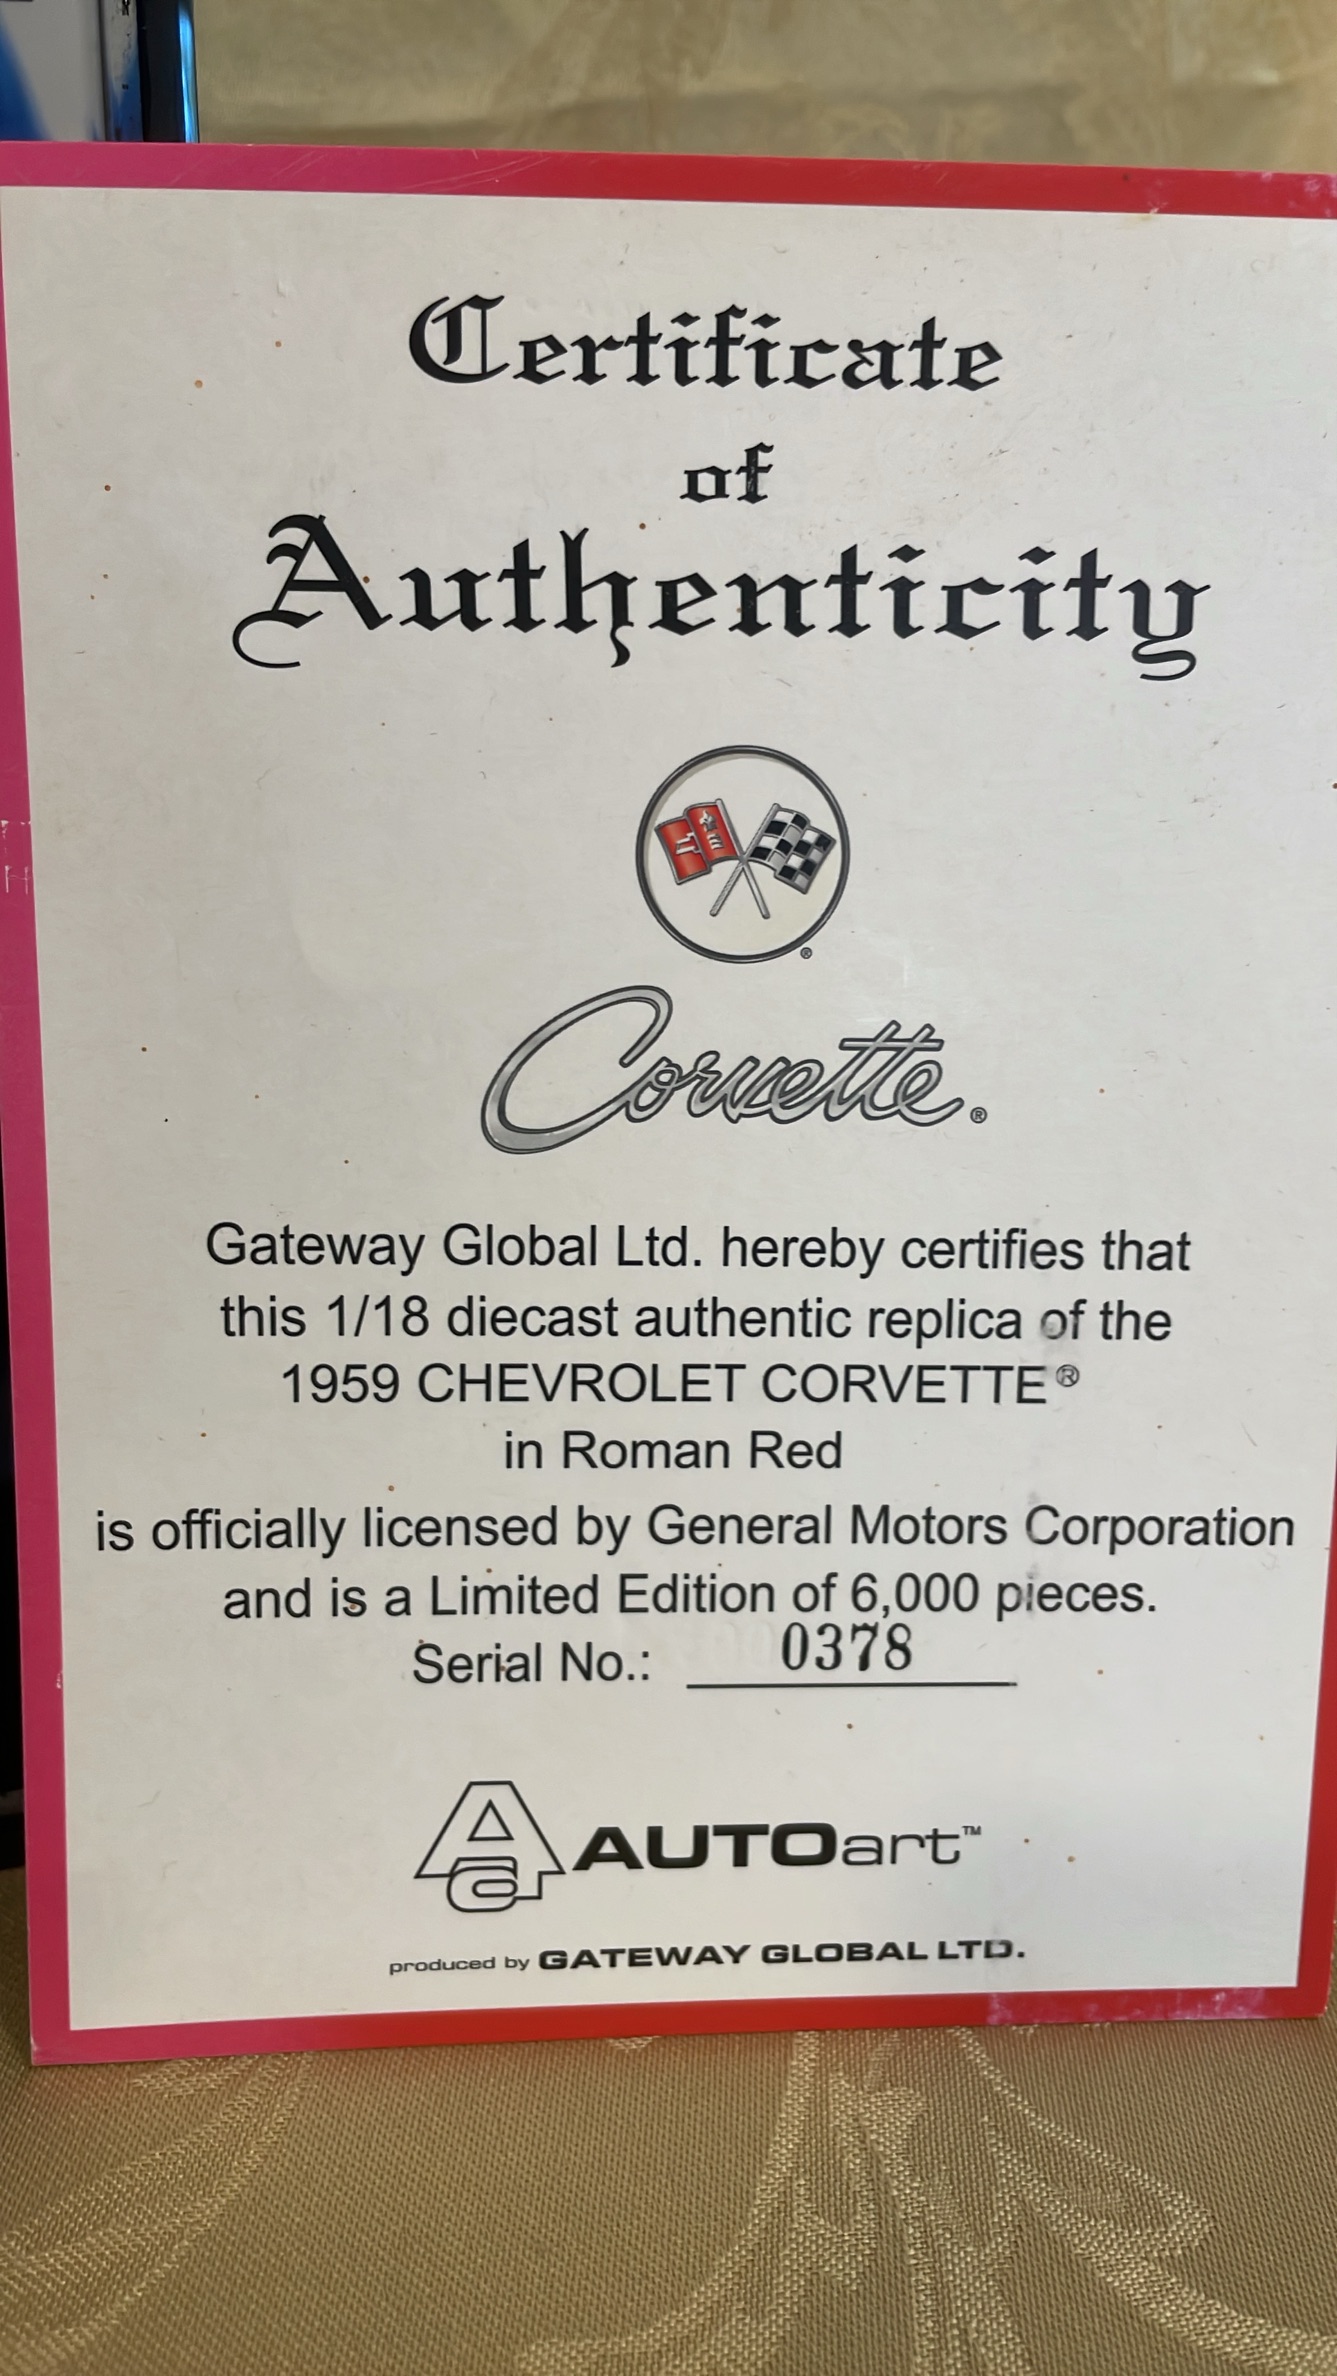 Certificate
of
Authenticity
®
Corvette®
Gateway Global Ltd. hereby certifies that
this 1/18 diecast authentic replica of the
1959 CHEVROLET CORVETTE®
in Roman Red
is officially licensed by General Motors Corporation
and is a Limited Edition of 6,000 pieces.
Serial No.: 0378
AUTOart™
produced by GATEWAY GLOBAL LTD.